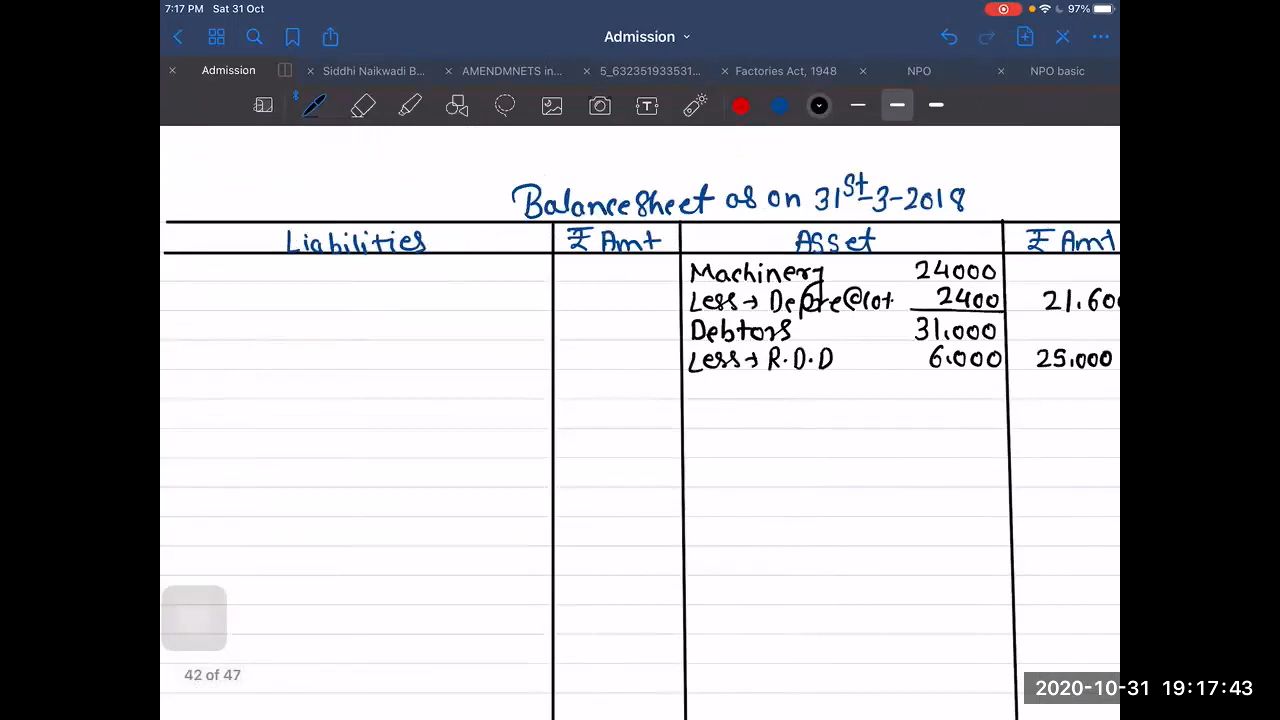 7:17 PM Sat 31 Oct 97%
Admission
Admission Siddhi Naikwadi B... AMENDMNETS in... 5_632351933531... Factories Act, 1948 NPO NPO basic
Balance sheet as on 31st-3-2018
Liabilities ₹ Amt Asset ₹ Amt
Machinery 24000
Less → Depre@10% 2400 21.600
Debtors 31.000
Less → R.D.D 6.000 25.000
42 of 47
2020-10-31 19:17:43